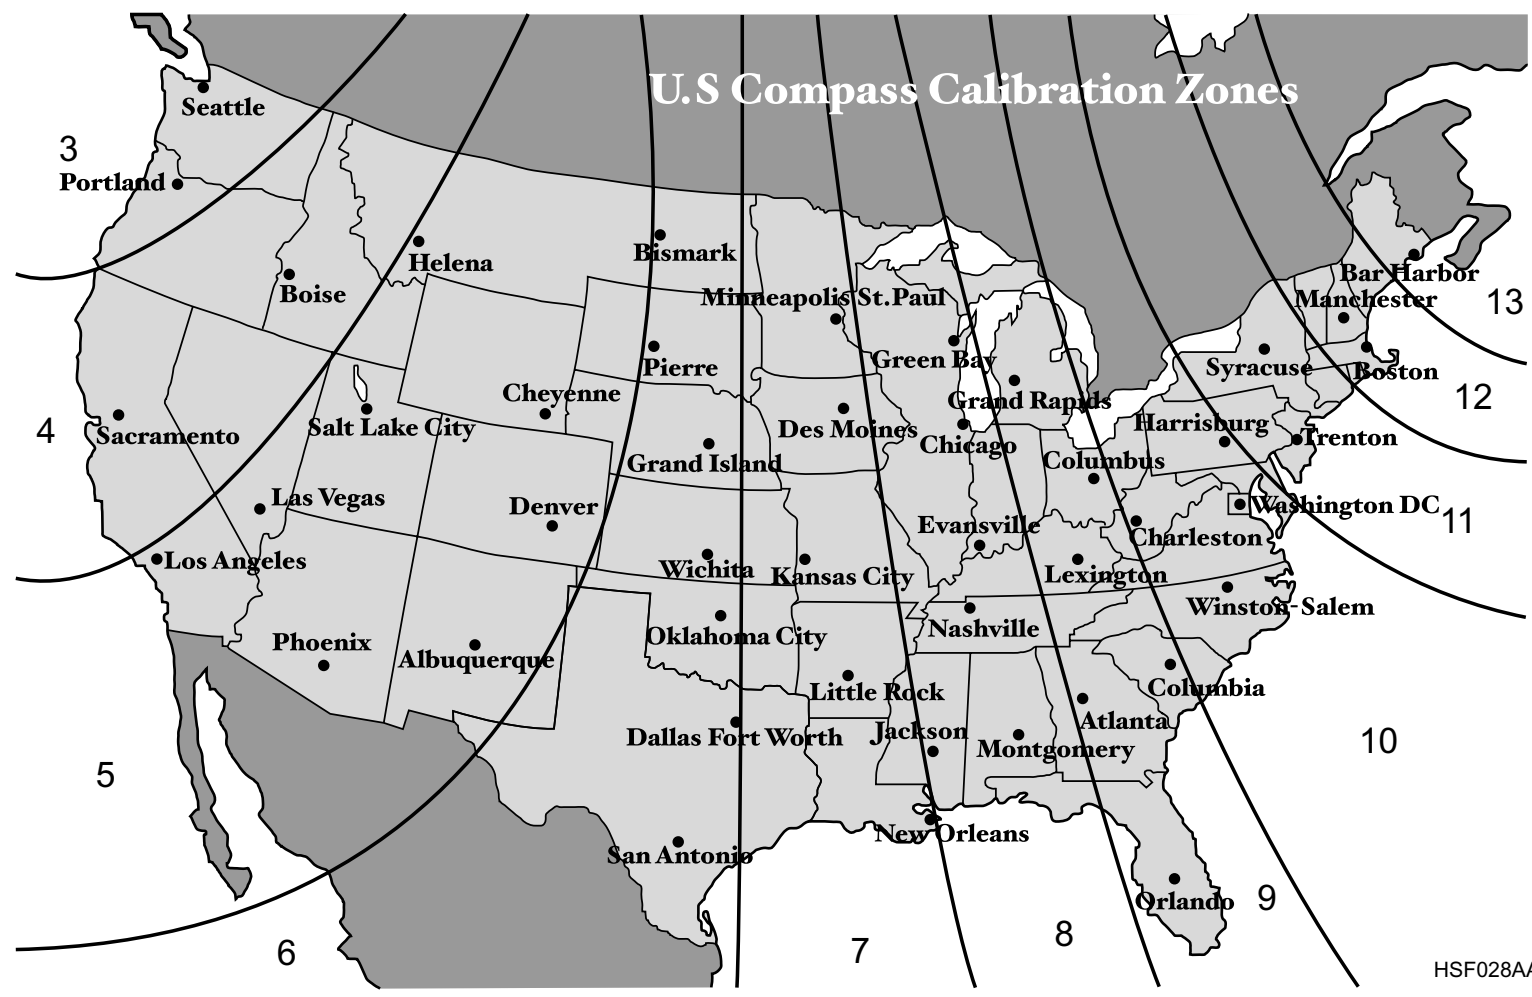 U.S Compass Calibration Zones
Seattle
3
Portland
Helena
Bismark
Boise
Bar Harbor
Minneapolis St.Paul
Manchester
13
Green Bay
Pierre
Syracuse
Boston
Cheyenne
Grand Rapids
12
4
Sacramento
Salt Lake City
Des Moines
Chicago
Harrisburg
Trenton
Grand Island
Columbus
Las Vegas
Denver
Evansville
Washington DC
11
Charleston
Los Angeles
Wichita
Kansas City
Lexington
Winston-Salem
Phoenix
Albuquerque
Oklahoma City
Nashville
Little Rock
Columbia
Dallas Fort Worth
Jackson
Montgomery
Atlanta
10
5
New Orleans
San Antonio
Orlando
9
6
7
8
HSF028AA